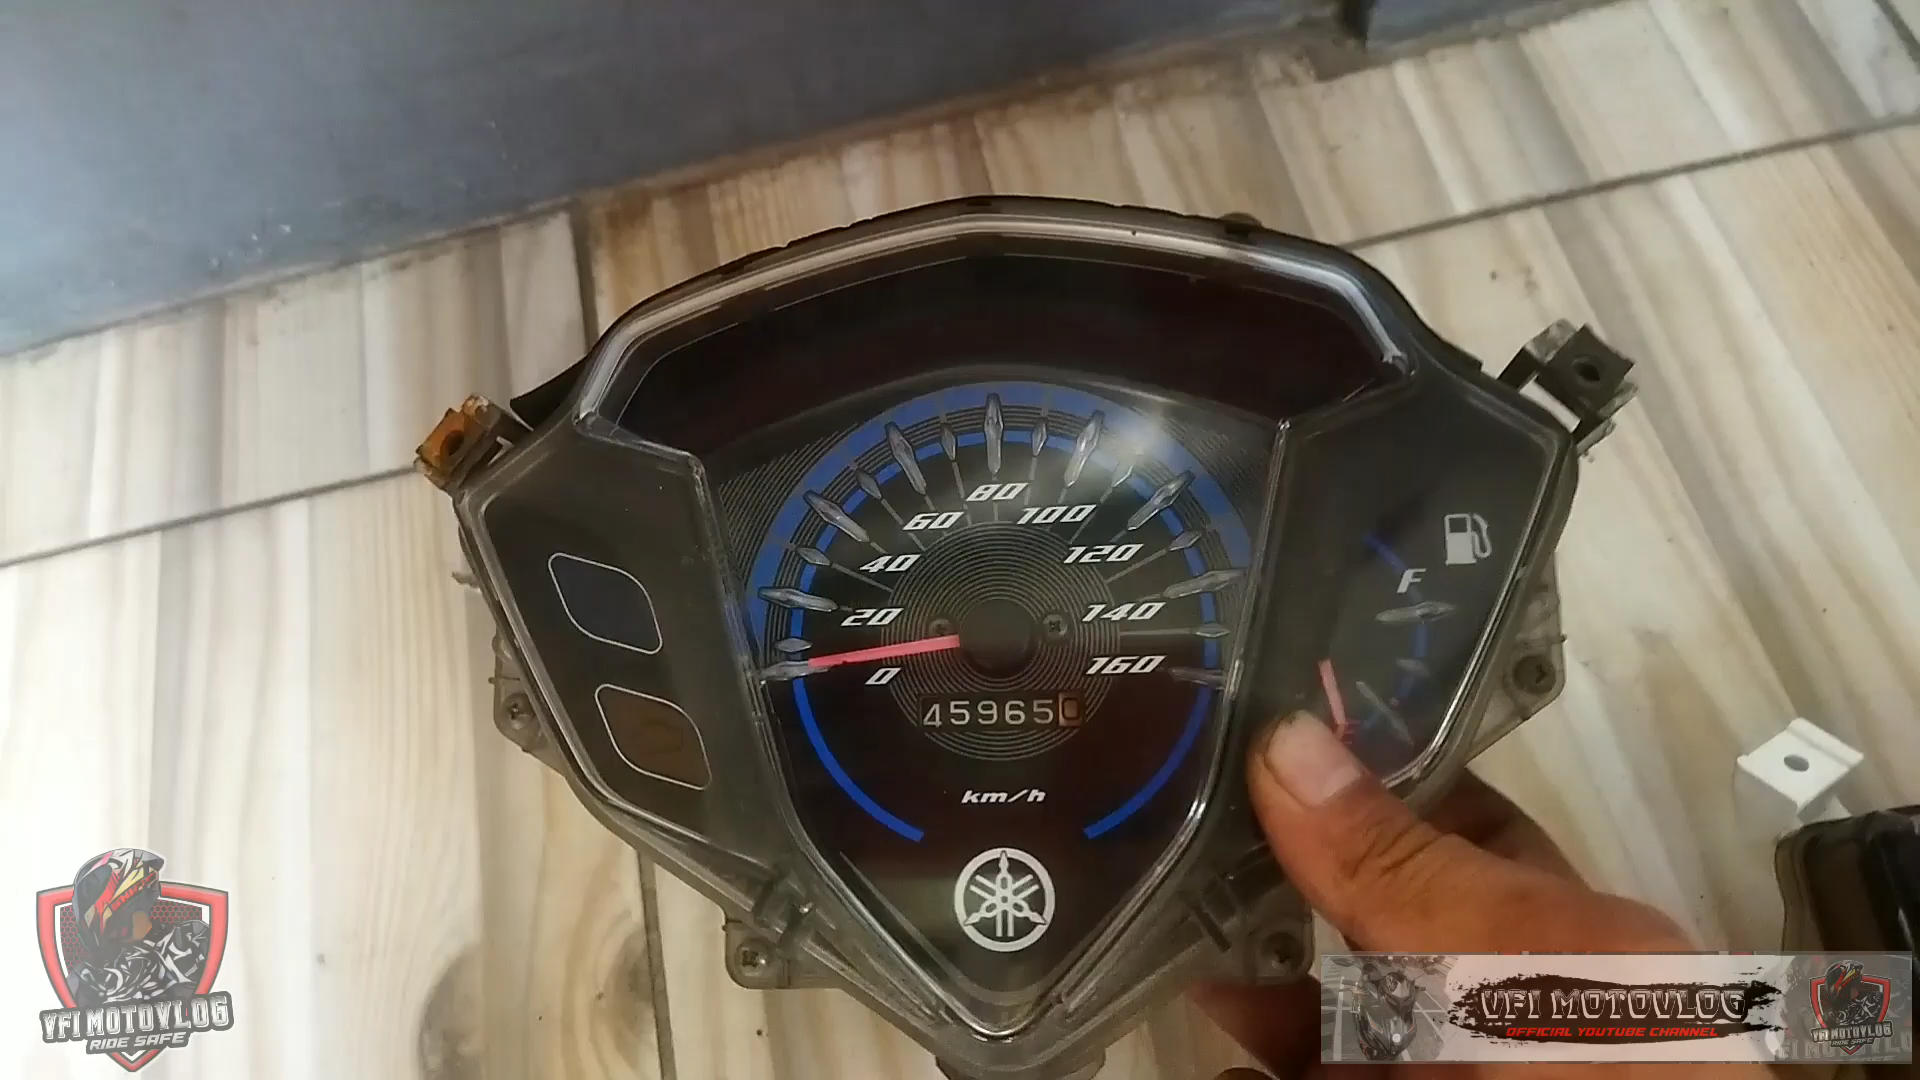 80
60
100
40
120
20
140
0
160
459650
km/h
F
E
YFI MOTOVLOG
RIDE SAFE
YFI MOTOVLOG
OFFICIAL YOUTUBE CHANNEL
YFI MOTOVLOG
RIDE SAFE